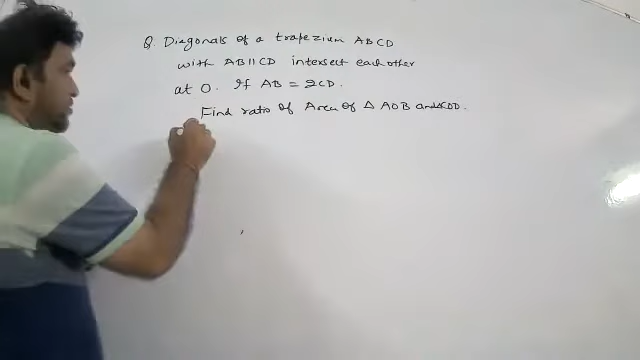 Q. Diagonals of a trapezium ABCD
with AB || CD intersect each other
at O. If AB = 2CD.
Find ratio of Area of Δ AOB and ΔCOD.